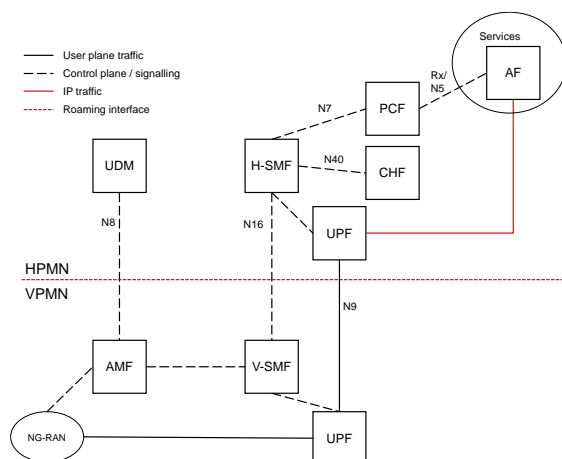 User plane traffic
Control plane / signalling
IP traffic
Roaming interface
Services
AF
Rx/
N5
N7
PCF
UDM
H-SMF
N40
CHF
N8
N16
UPF
HPMN
VPMN
N9
AMF
V-SMF
NG-RAN
UPF